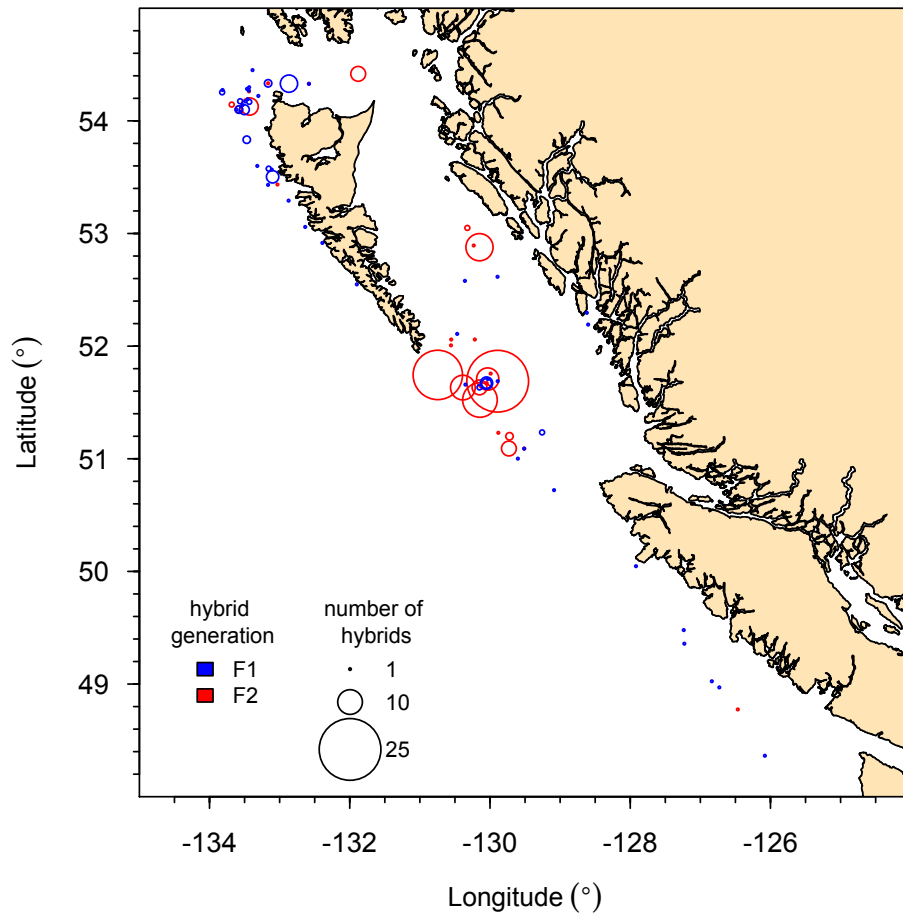 54
53
52
51
50
49
Latitude (°)
hybrid
generation
F1
F2
number of
hybrids
1
10
25
-134
-132
-130
-128
-126
Longitude (°)